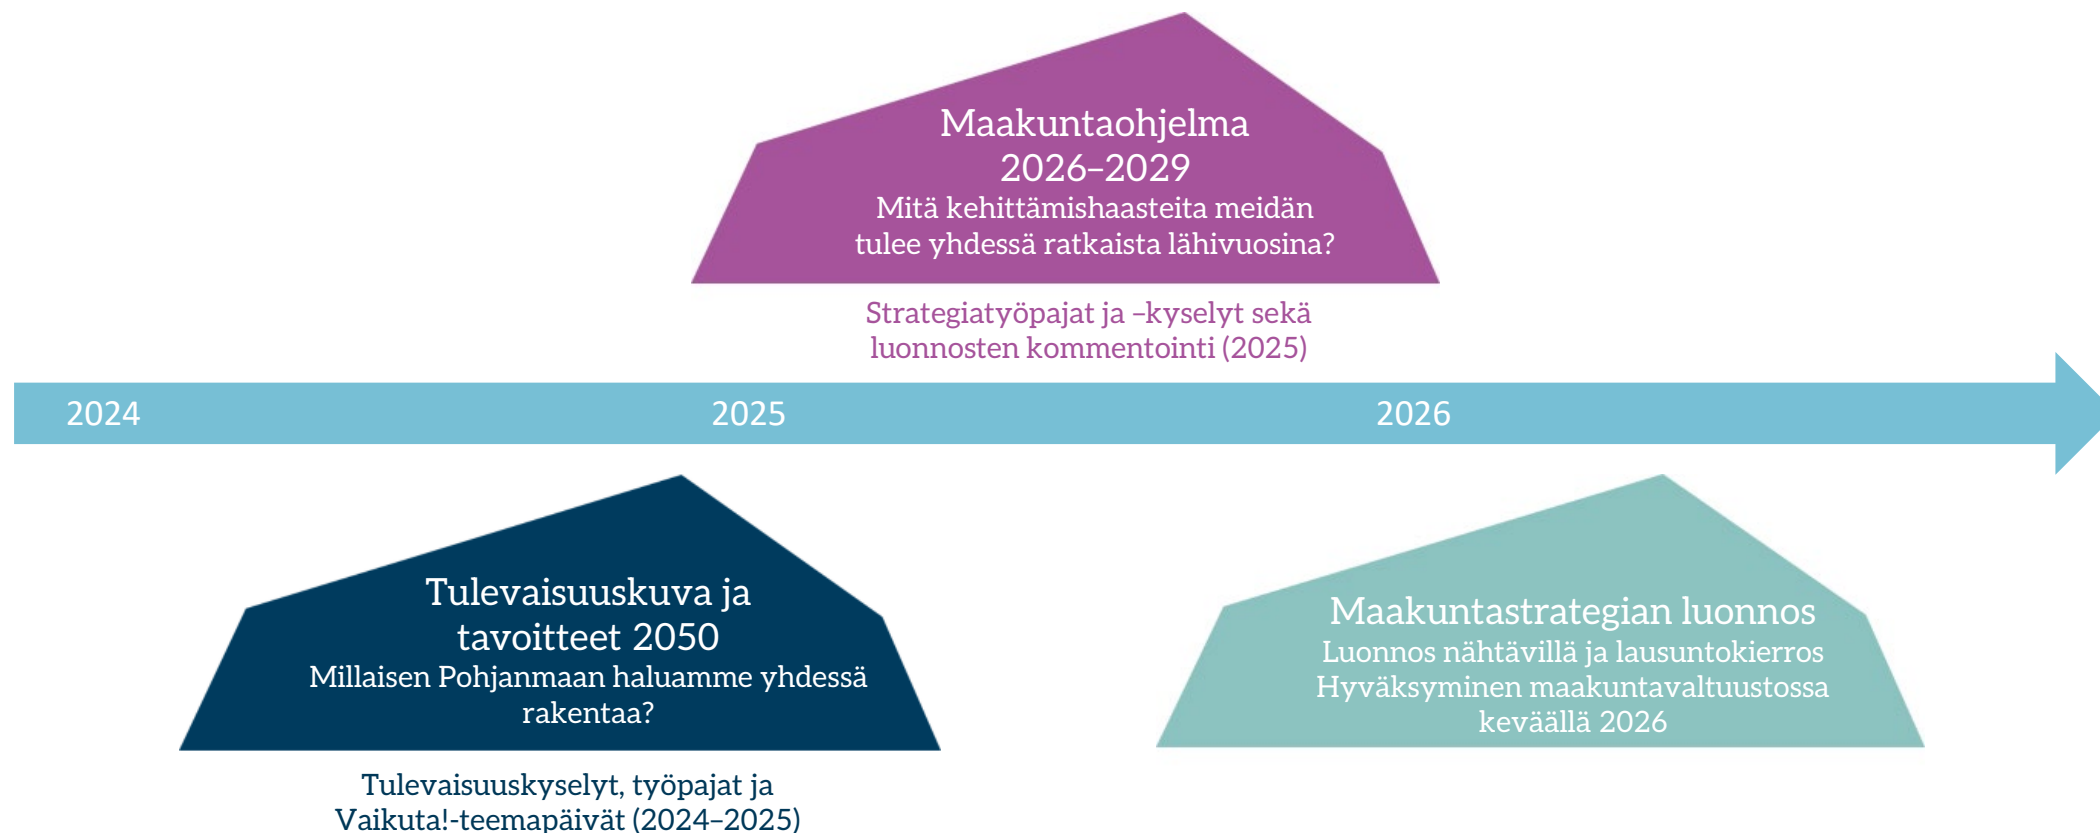 Maakuntaohjelma
2026–2029
Mitä kehittämishaasteita meidän
tulee yhdessä ratkaista lähivuosina?
Strategiatyöpajat ja –kyselyt sekä
luonnosten kommentointi (2025)
2024
2025
2026
Tulevaisuuskuva ja
tavoitteet 2050
Millaisen Pohjanmaan haluamme yhdessä
rakentaa?
Tulevaisuuskyselyt, työpajat ja
Vaikuta!-teemapäivät (2024–2025)
Maakuntastrategian luonnos
Luonnos nähtävillä ja lausuntokierros
Hyväksyminen maakuntavaltuustossa
keväällä 2026